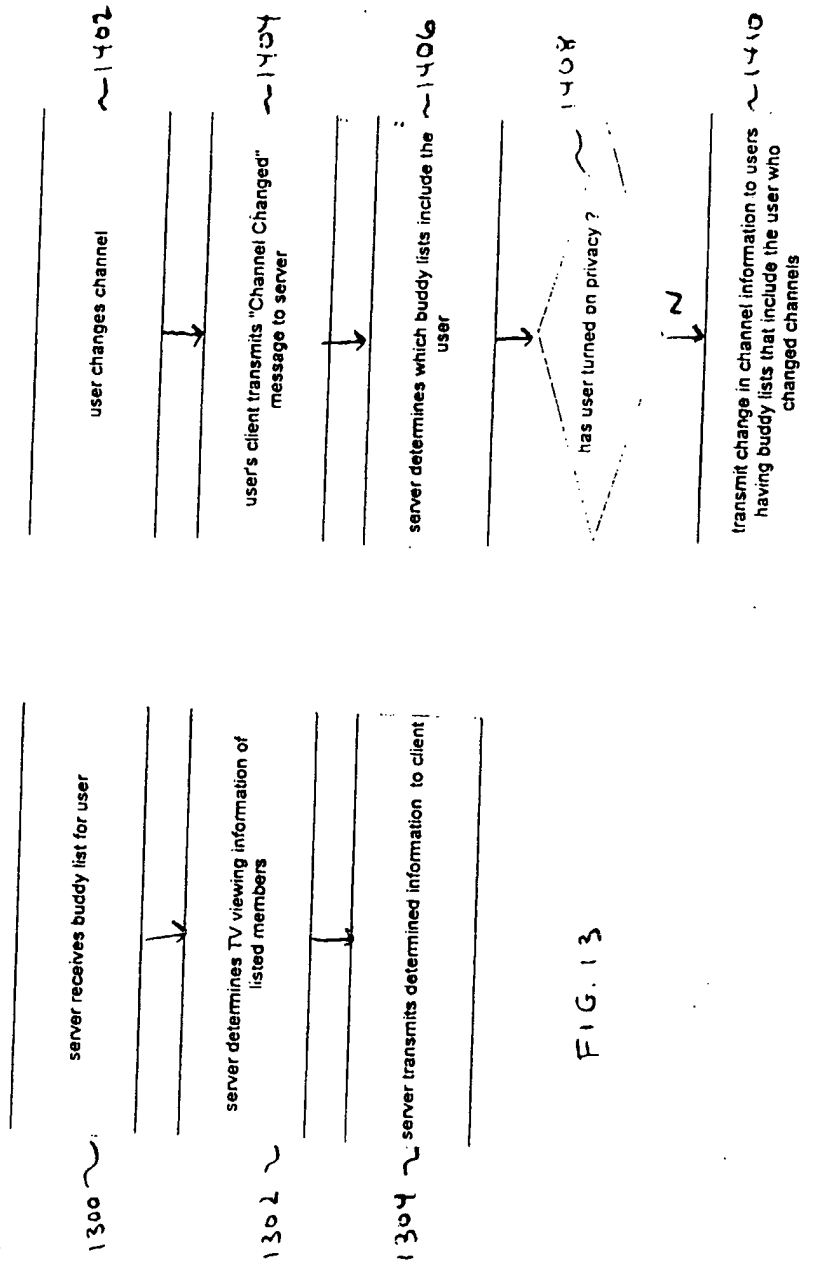 1300
server receives buddy list for user
1302
server determines TV viewing information of
listed members
1304
server transmits determined information to client
FIG. 13
user changes channel
1402
user's client transmits "Channel Changed"
message to server
1404
server determines which buddy lists include the
user
1406
has user turned on privacy ?
1408
N
transmit change in channel information to users
having buddy lists that include the user who
changed channels
1410